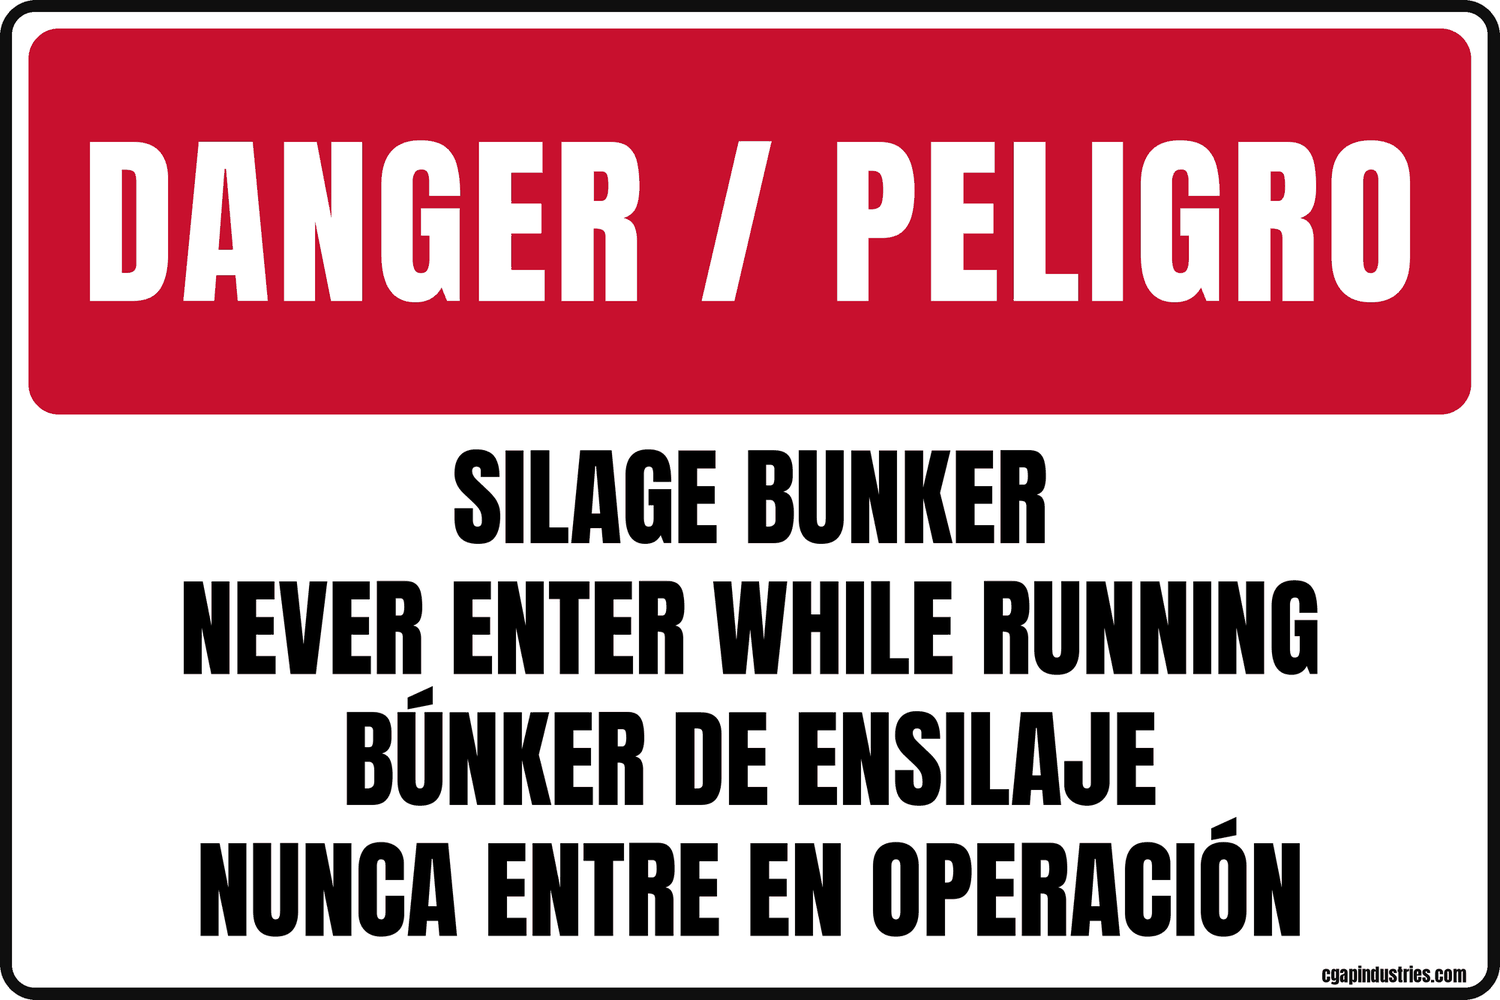 DANGER / PELIGRO
SILAGE BUNKER
NEVER ENTER WHILE RUNNING
BÚNKER DE ENSILAJE
NUNCA ENTRE EN OPERACIÓN
cgapindustries.com